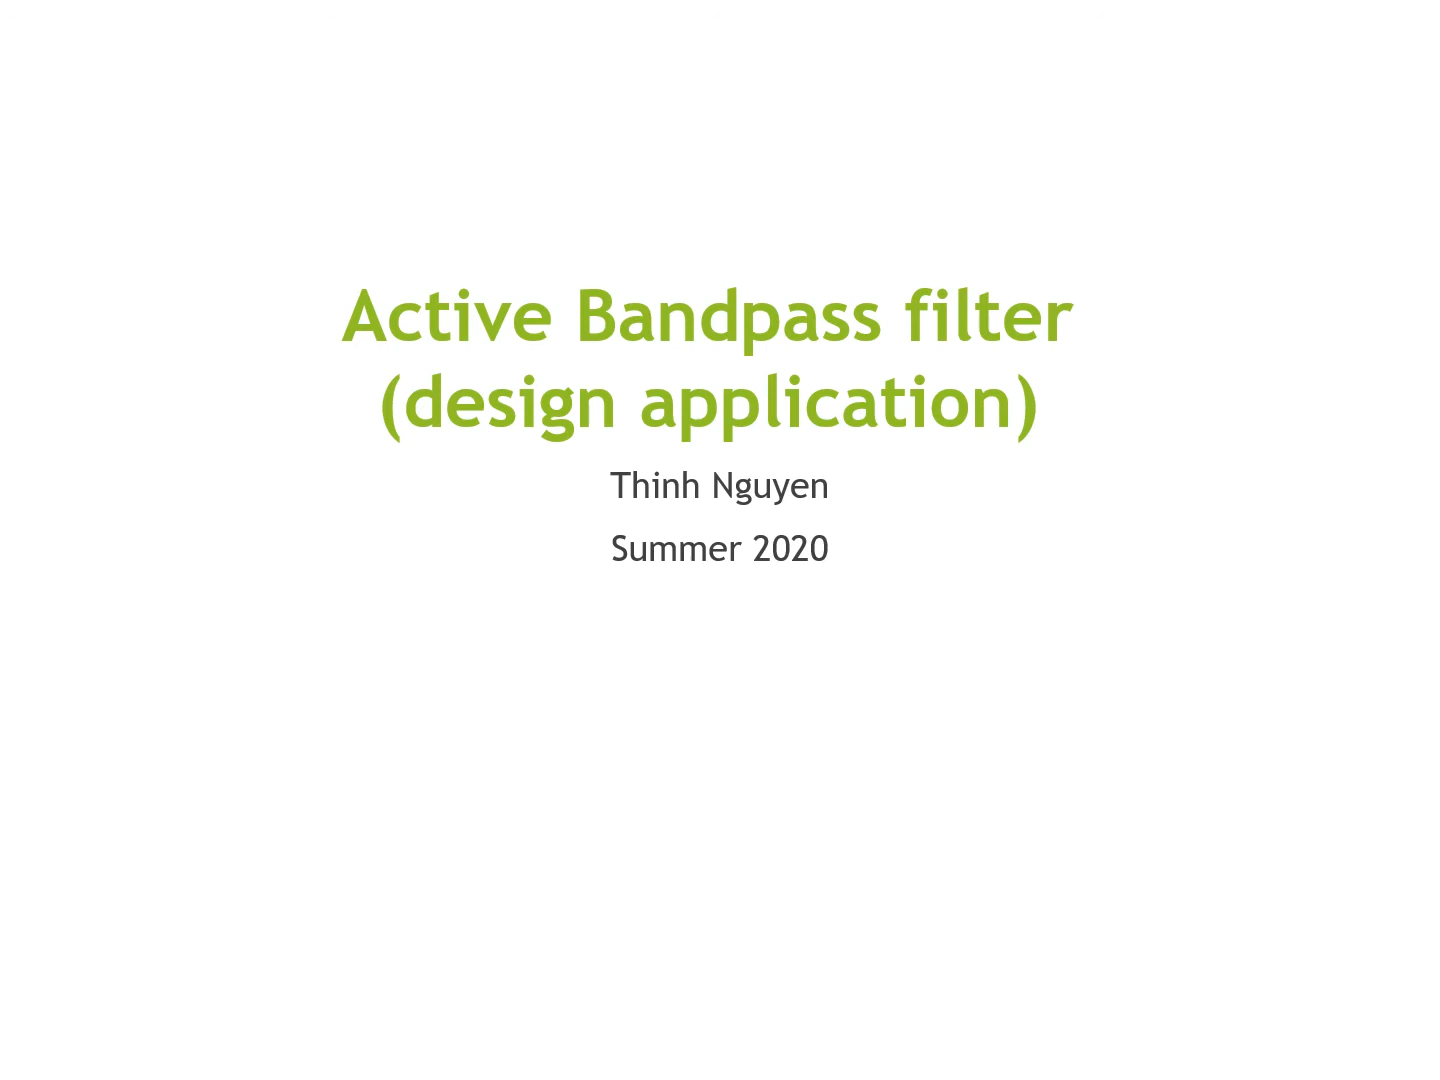 Active Bandpass filter
(design application)
Thinh Nguyen
Summer 2020